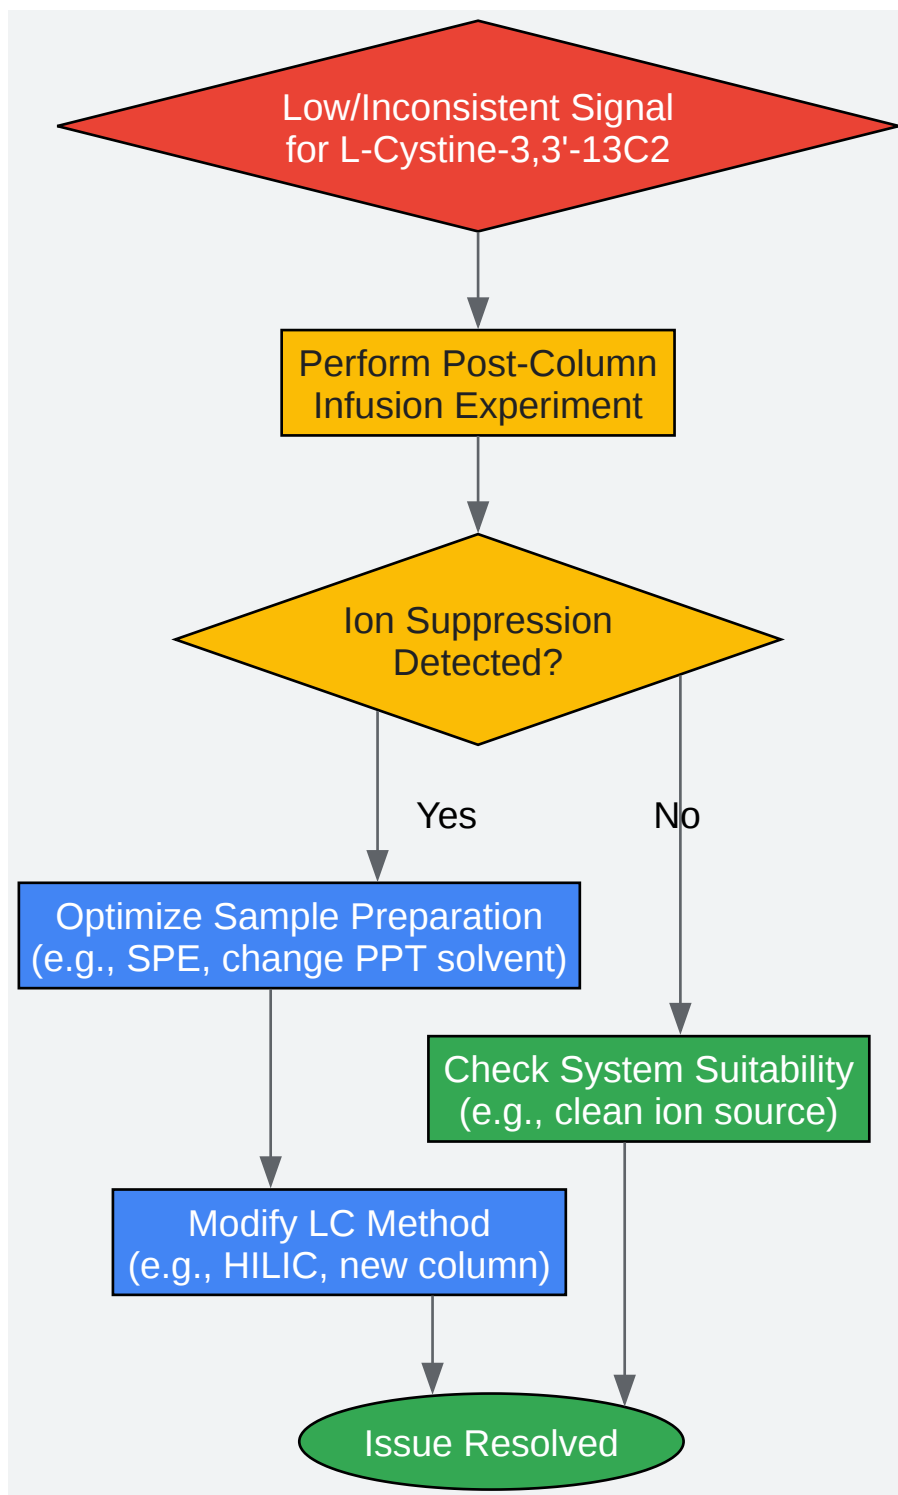 Low/Inconsistent Signal
for L-Cystine-3,3'-13C2
Perform Post-Column
Infusion Experiment
Ion Suppression
Detected?
Yes
No
Optimize Sample Preparation
(e.g., SPE, change PPT solvent)
Check System Suitability
(e.g., clean ion source)
Modify LC Method
(e.g., HILIC, new column)
Issue Resolved